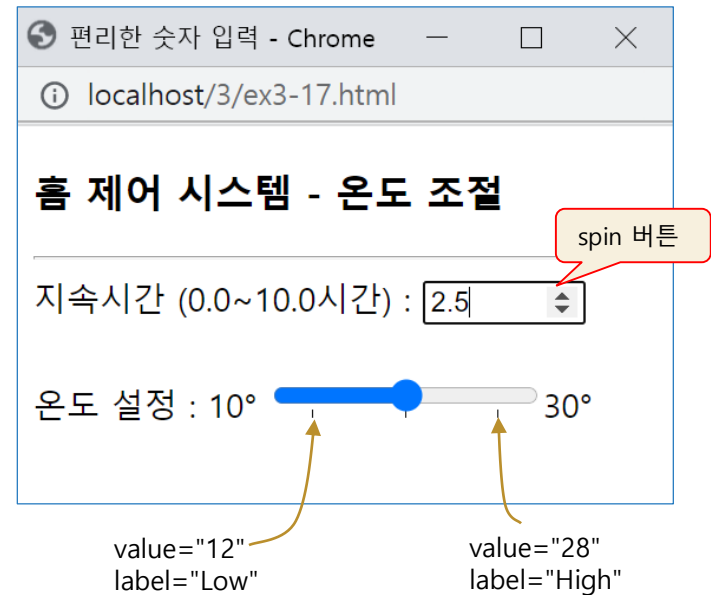 편리한 숫자 입력 - Chrome
localhost/3/ex3-17.html
홈 제어 시스템 - 온도 조절
spin 버튼
지속시간 (0.0~10.0시간) : 2.5
온도 설정 : 10° 30°
value="12" value="28"
label="Low" label="High"